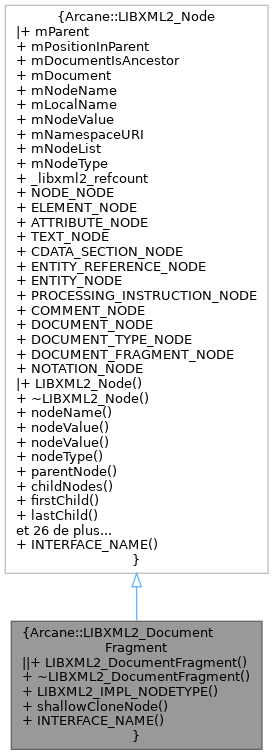 {Arcane::LIBXML2_Node
|+ mParent
+ mPositionInParent
+ mDocumentIsAncestor
+ mDocument
+ mNodeName
+ mLocalName
+ mNodeValue
+ mNamespaceURI
+ mNodeList
+ mNodeType
+ _libxml2_refcount
+ NODE_NODE
+ ELEMENT_NODE
+ ATTRIBUTE_NODE
+ TEXT_NODE
+ CDATA_SECTION_NODE
+ ENTITY_REFERENCE_NODE
+ ENTITY_NODE
+ PROCESSING_INSTRUCTION_NODE
+ COMMENT_NODE
+ DOCUMENT_NODE
+ DOCUMENT_TYPE_NODE
+ DOCUMENT_FRAGMENT_NODE
+ NOTATION_NODE
|+ LIBXML2_Node()
+ ~LIBXML2_Node()
+ nodeName()
+ nodeValue()
+ nodeValue()
+ nodeType()
+ parentNode()
+ childNodes()
+ firstChild()
+ lastChild()
et 26 de plus...
+ INTERFACE_NAME()
}
{Arcane::LIBXML2_Document
Fragment
||+ LIBXML2_DocumentFragment()
+ ~LIBXML2_DocumentFragment()
+ LIBXML2_IMPL_NODETYPE()
+ shallowCloneNode()
+ INTERFACE_NAME()
}